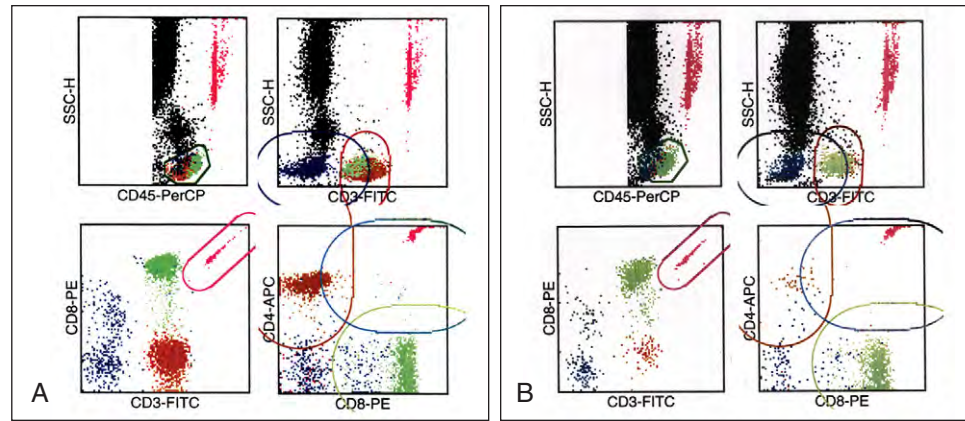 SSC-H
CD45-PerCP
SSC-H
CD3-FITC
CD8-PE
CD3-FITC
CD4-APC
CD8-PE
A
SSC-H
CD45-PerCP
SSC-H
CD3-FITC
CD8-PE
CD3-FITC
CD4-APC
CD8-PE
B